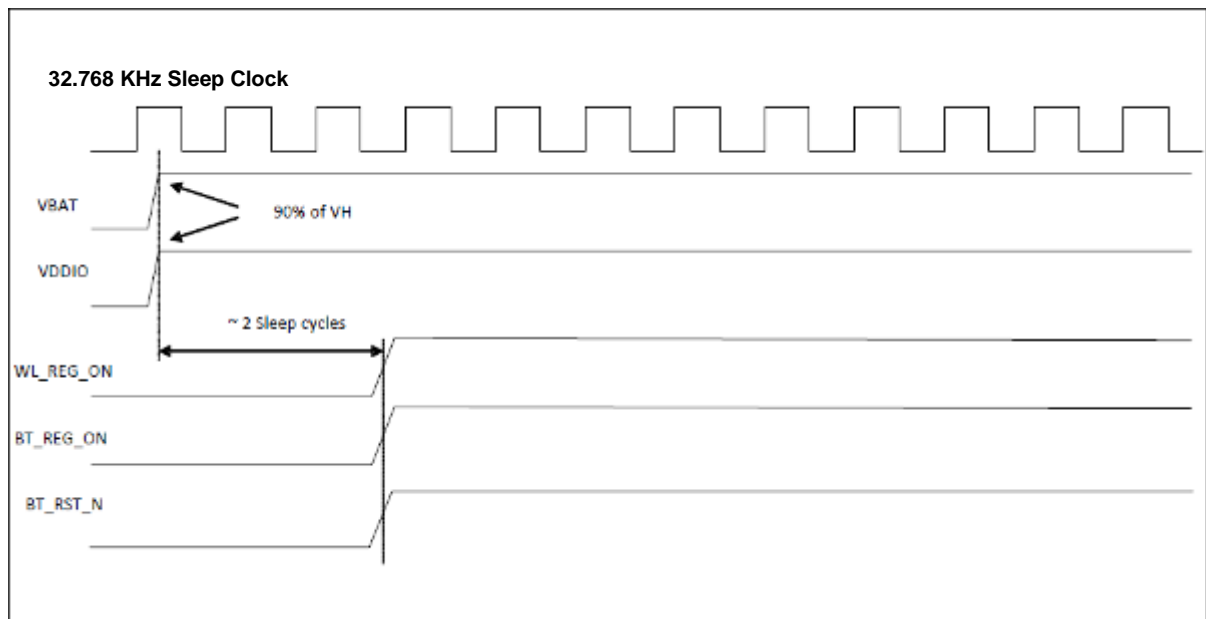 32.768 KHz Sleep Clock
VBAT
90% of VH
VDDIO
~ 2 Sleep cycles
WL_REG_ON
BT_REG_ON
BT_RST_N